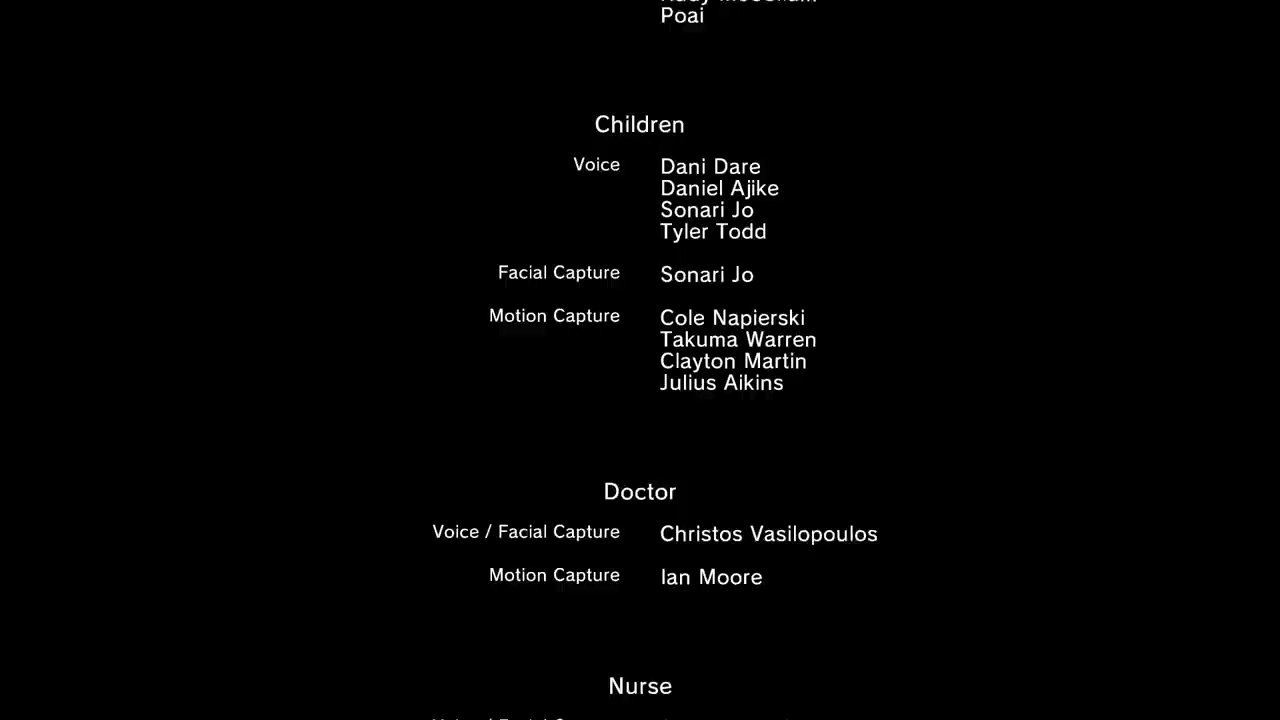 Poai
Children
Voice Dani Dare
Daniel Ajike
Sonari Jo
Tyler Todd
Facial Capture Sonari Jo
Motion Capture Cole Napierski
Takuma Warren
Clayton Martin
Julius Aikins
Doctor
Voice / Facial Capture Christos Vasilopoulos
Motion Capture Ian Moore
Nurse